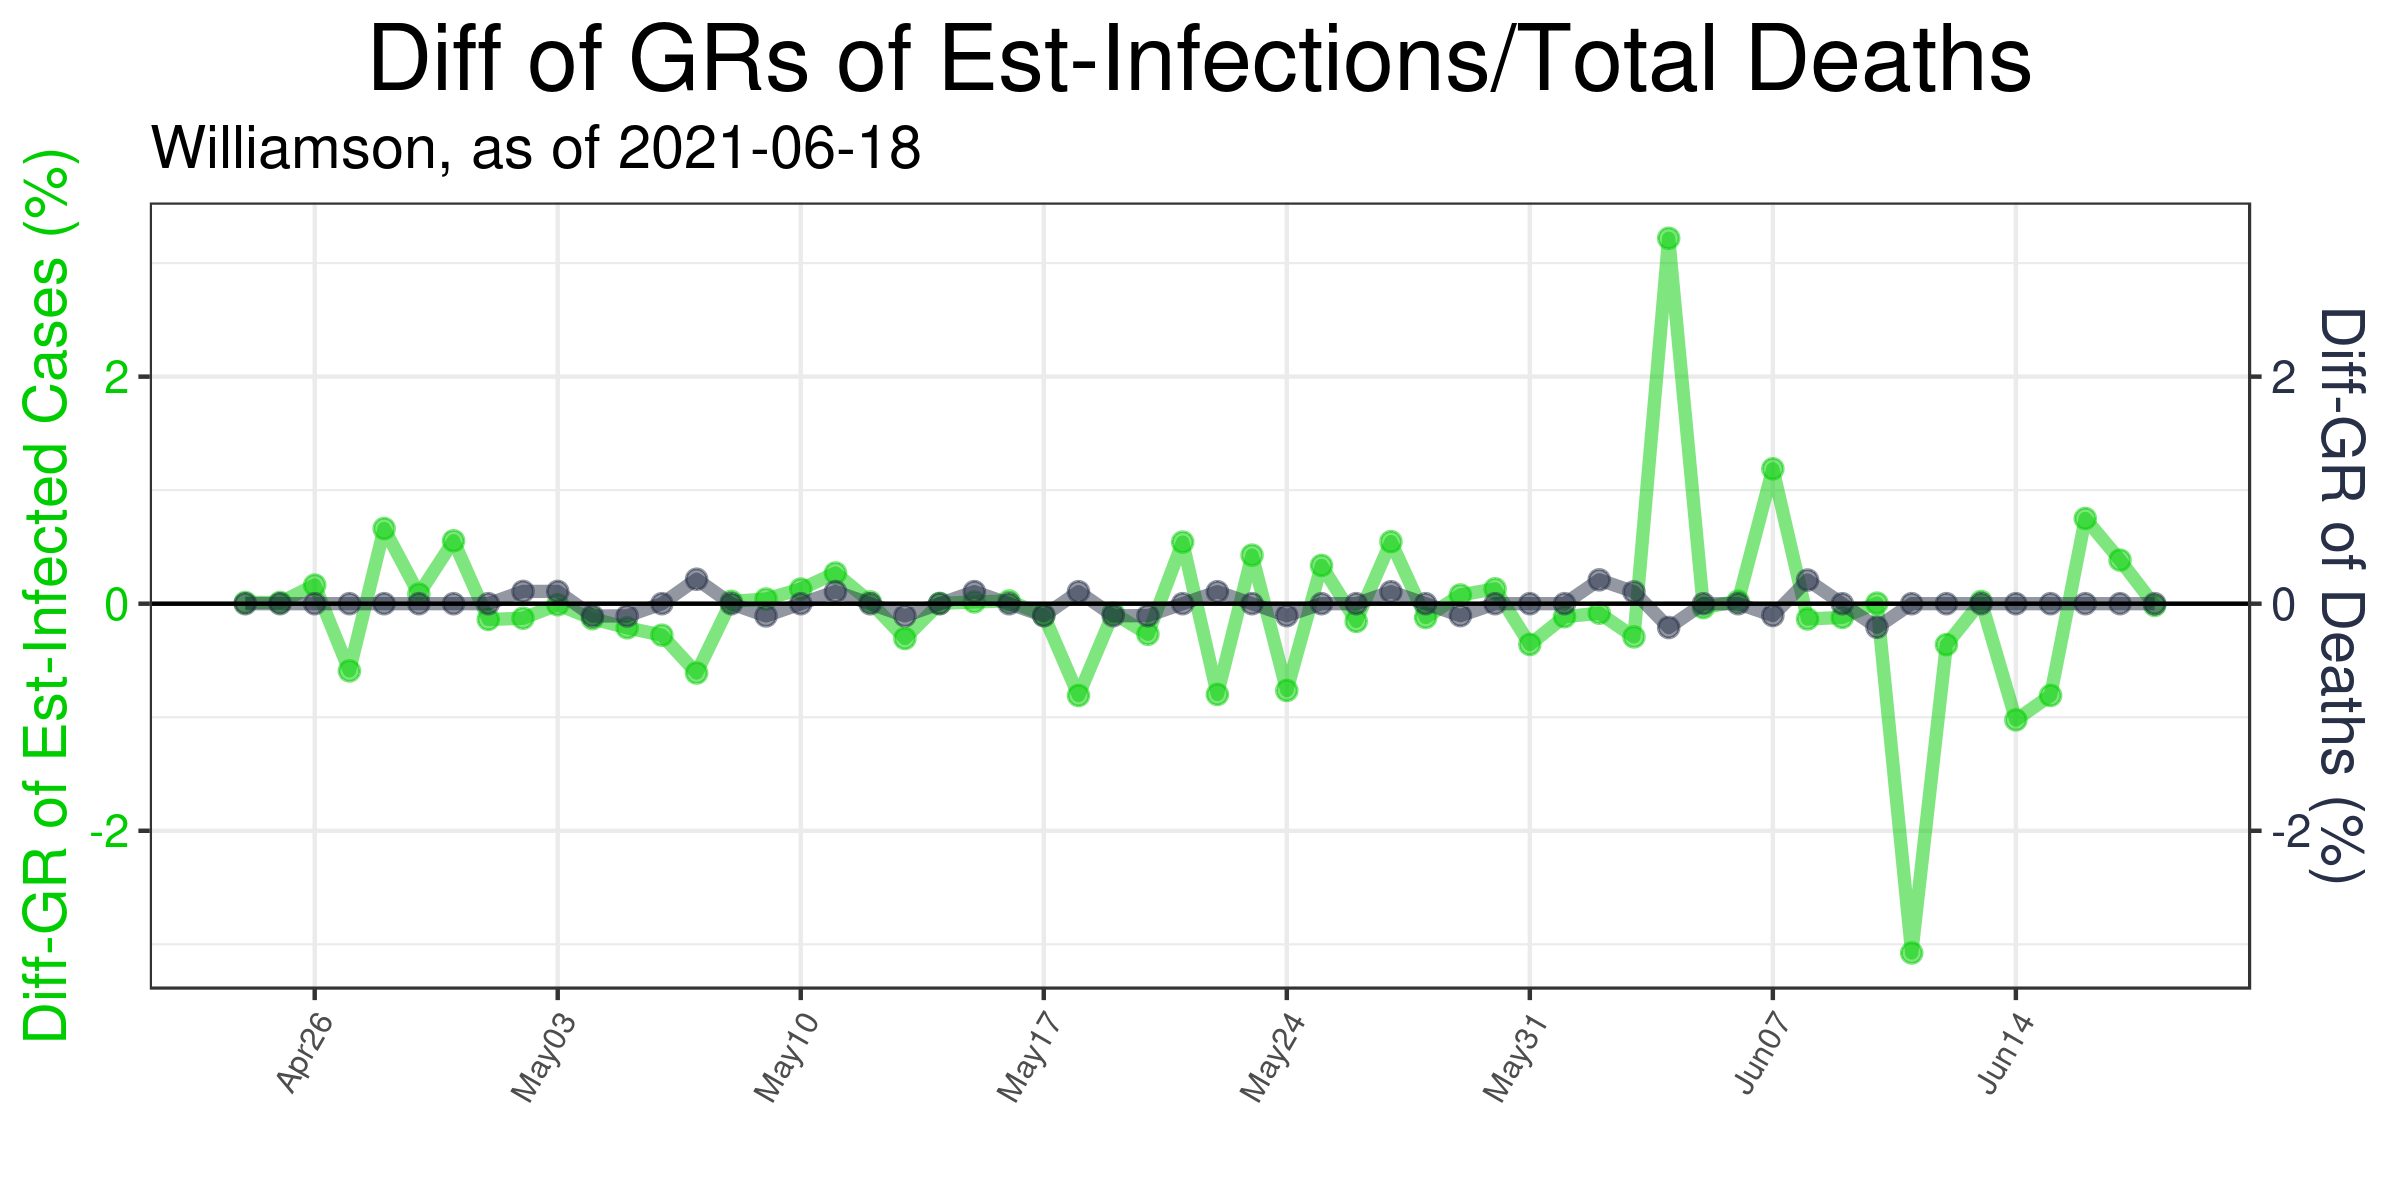 Diff of GRs of Est-Infections/Total Deaths
Williamson, as of 2021-06-18
Diff-GR of Est-Infected Cases (%)
2
0
-2
2
0
-2
Diff-GR of Deaths (%)
Apr26
May03
May10
May17
May24
May31
Jun07
Jun14